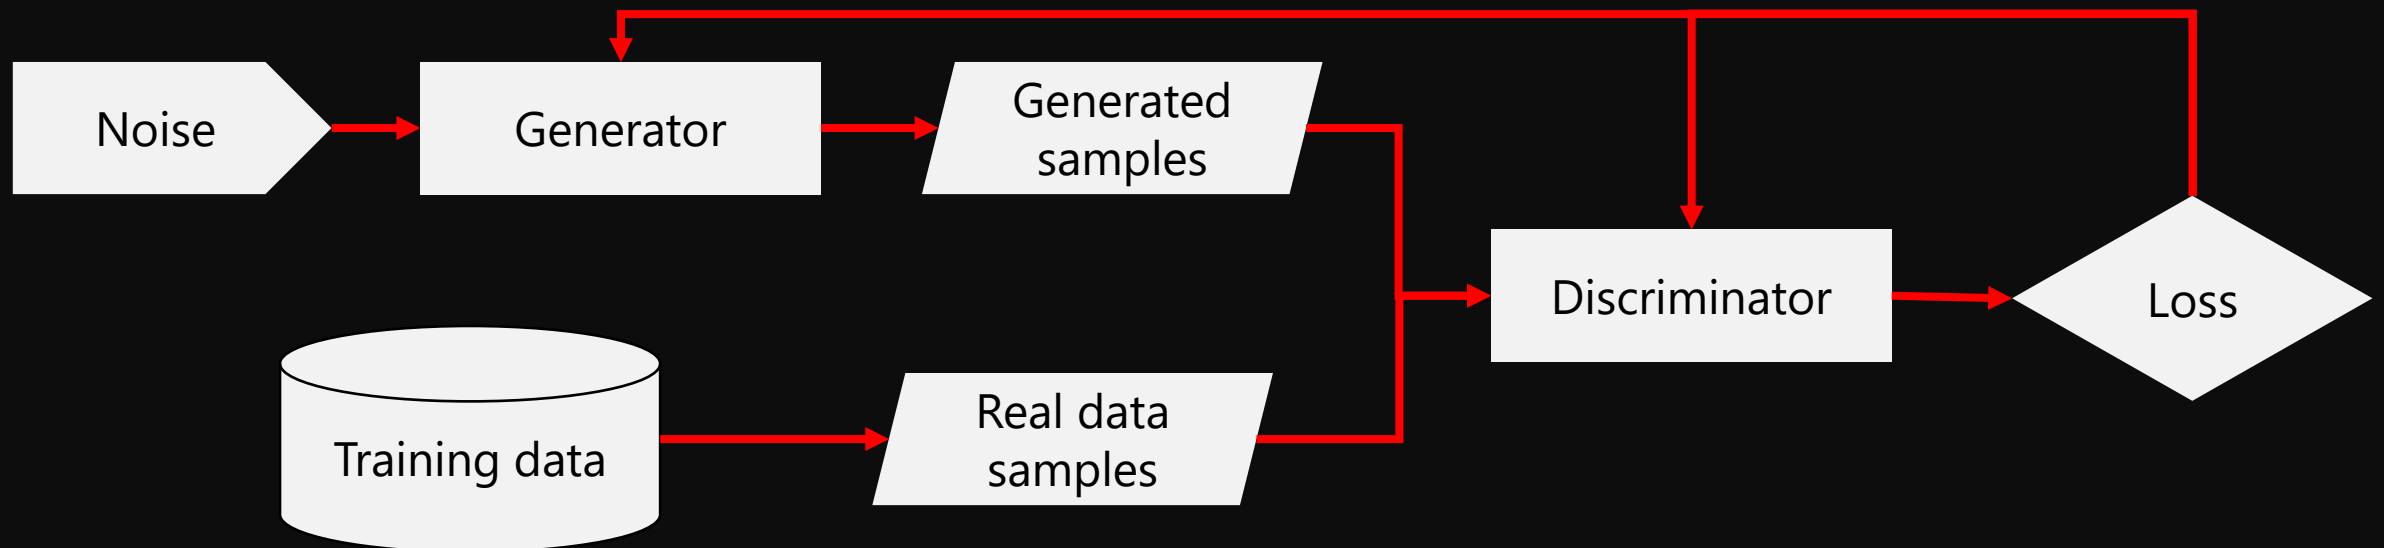 Noise
Generator
Generated
samples
Discriminator
Loss
Training data
Real data
samples